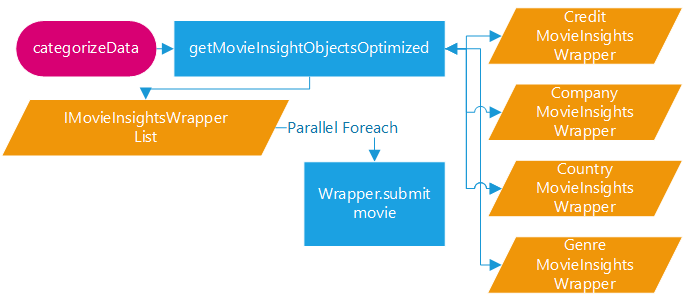 categorizeData
getMovieInsightObjectsOptimized
Credit
MovieInsights
Wrapper
Company
MovieInsights
Wrapper
IMovieInsightsWrapper
List
Parallel Foreach
Wrapper.submit
movie
Country
MovieInsights
Wrapper
Genre
MovieInsights
Wrapper